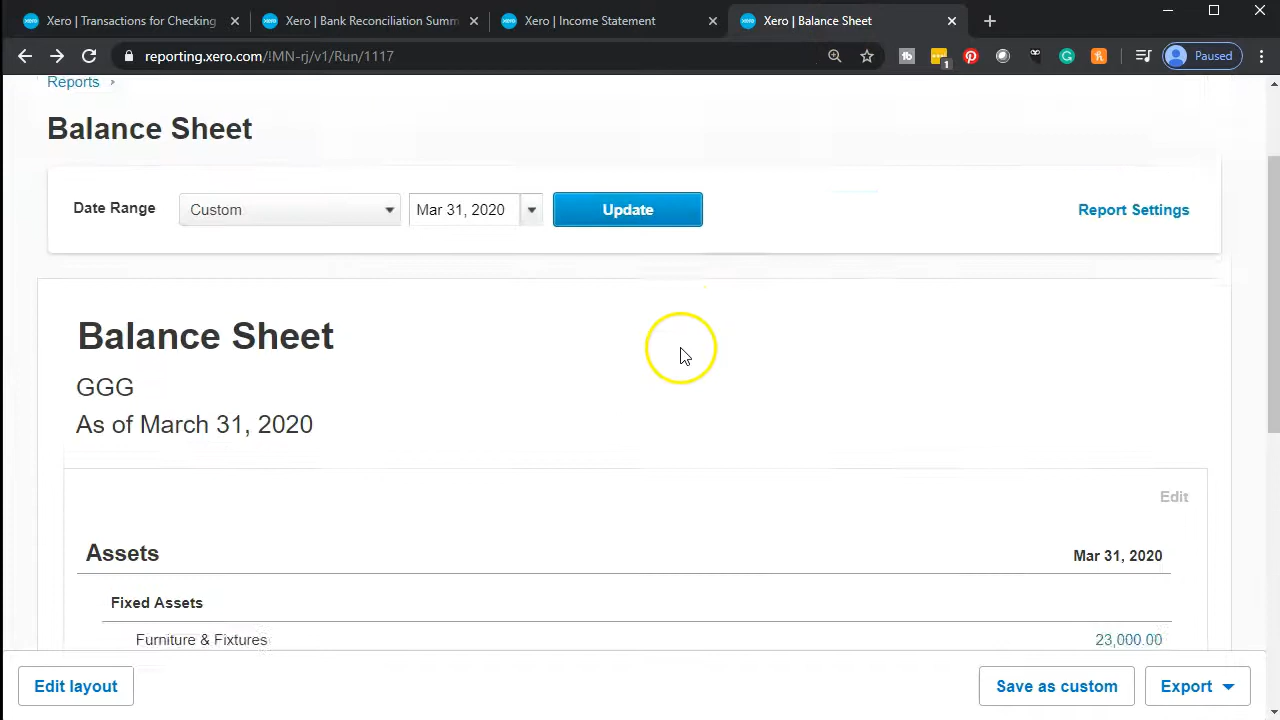 Xero | Transactions for Checking
Xero | Bank Reconciliation Summ
Xero | Income Statement
Xero | Balance Sheet
reporting.xero.com/!MN-rj/v1/Run/1117
1
Paused
Reports
Balance Sheet
Date Range
Custom
Mar 31, 2020
Update
Report Settings
Balance Sheet
GGG
As of March 31, 2020
Edit
Assets
Mar 31, 2020
Fixed Assets
Furniture & Fixtures
23,000.00
Edit layout
Save as custom
Export